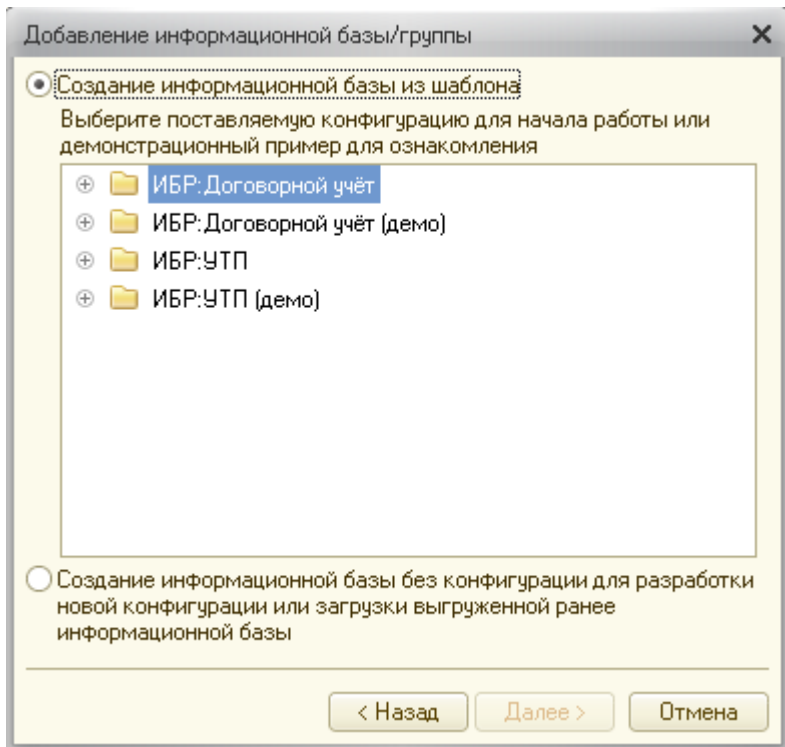 Добавление информационной базы/группы
Создание информационной базы из шаблона
Выберите поставляемую конфигурацию для начала работы или
демонстрационный пример для ознакомления
ИБР:Договорной учёт
ИБР:Договорной учёт (демо)
ИБР:УТП
ИБР:УТП (демо)
Создание информационной базы без конфигурации для разработки
новой конфигурации или загрузки выгруженной ранее
информационной базы
< Назад Далее > Отмена